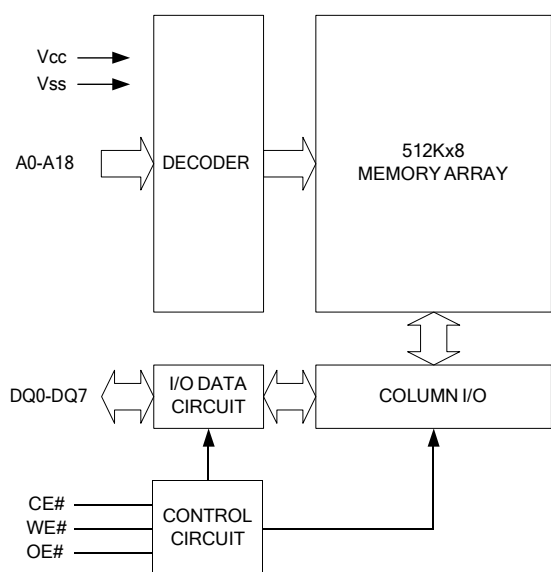 Vcc
Vss
A0-A18
DECODER
512Kx8
MEMORY ARRAY
DQ0-DQ7
I/O DATA
CIRCUIT
COLUMN I/O
CE#
WE#
OE#
CONTROL
CIRCUIT